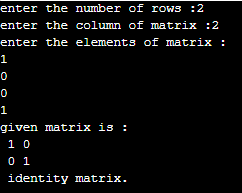 enter the number of rows :2
enter the column of matrix :2
enter the elements of matrix :
1
0
0
1
given matrix is :
1 0
0 1
identity matrix.